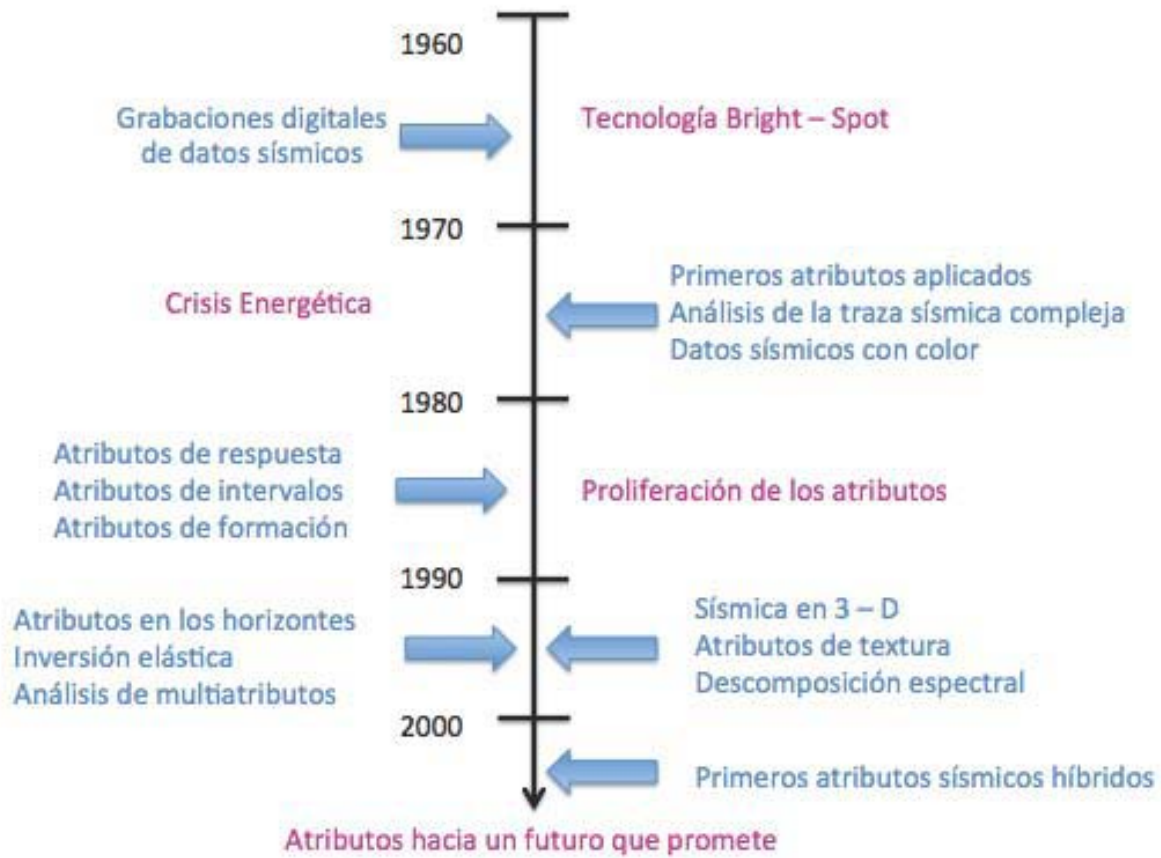 1960
Grabaciones digitales
de datos sísmicos
Tecnología Bright – Spot
1970
Crisis Energética
Primeros atributos aplicados
Análisis de la traza sísmica compleja
Datos sísmicos con color
1980
Atributos de respuesta
Atributos de intervalos
Atributos de formación
Proliferación de los atributos
1990
Atributos en los horizontes
Inversión elástica
Análisis de multiatributos
Sísmica en 3 – D
Atributos de textura
Descomposición espectral
2000
Primeros atributos sísmicos híbridos
Atributos hacia un futuro que promete